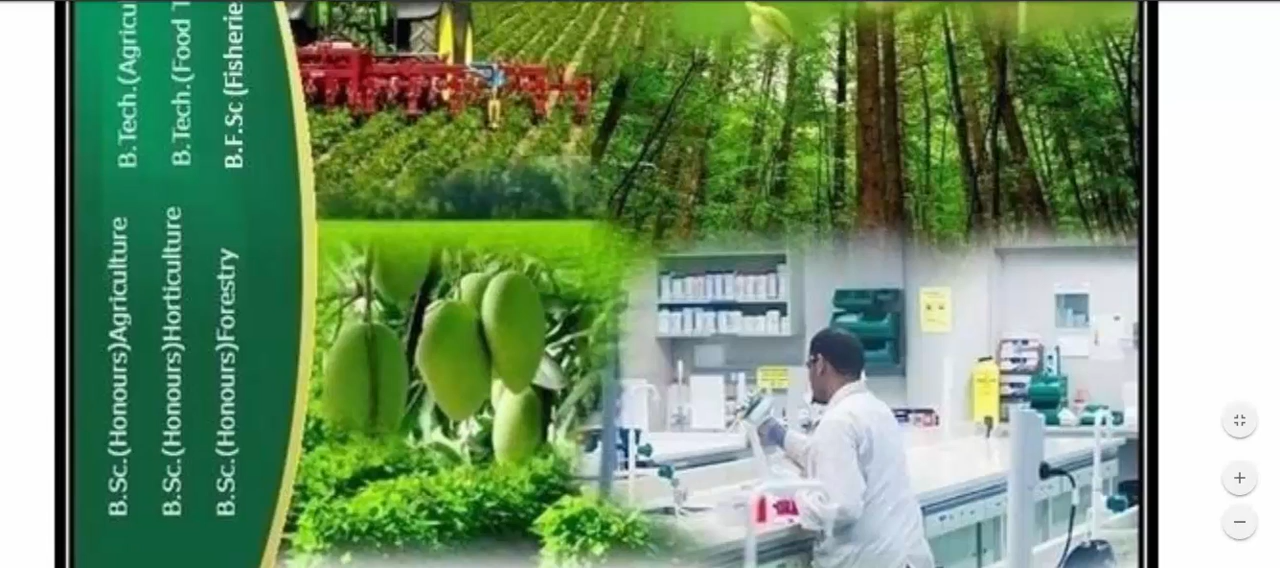 B.Sc.(Honours)Agriculture
B.Sc.(Honours)Horticulture
B.Sc.(Honours)Forestry
B.Tech.(Agricu
B.Tech.(Food T
B.F.Sc (Fisherie